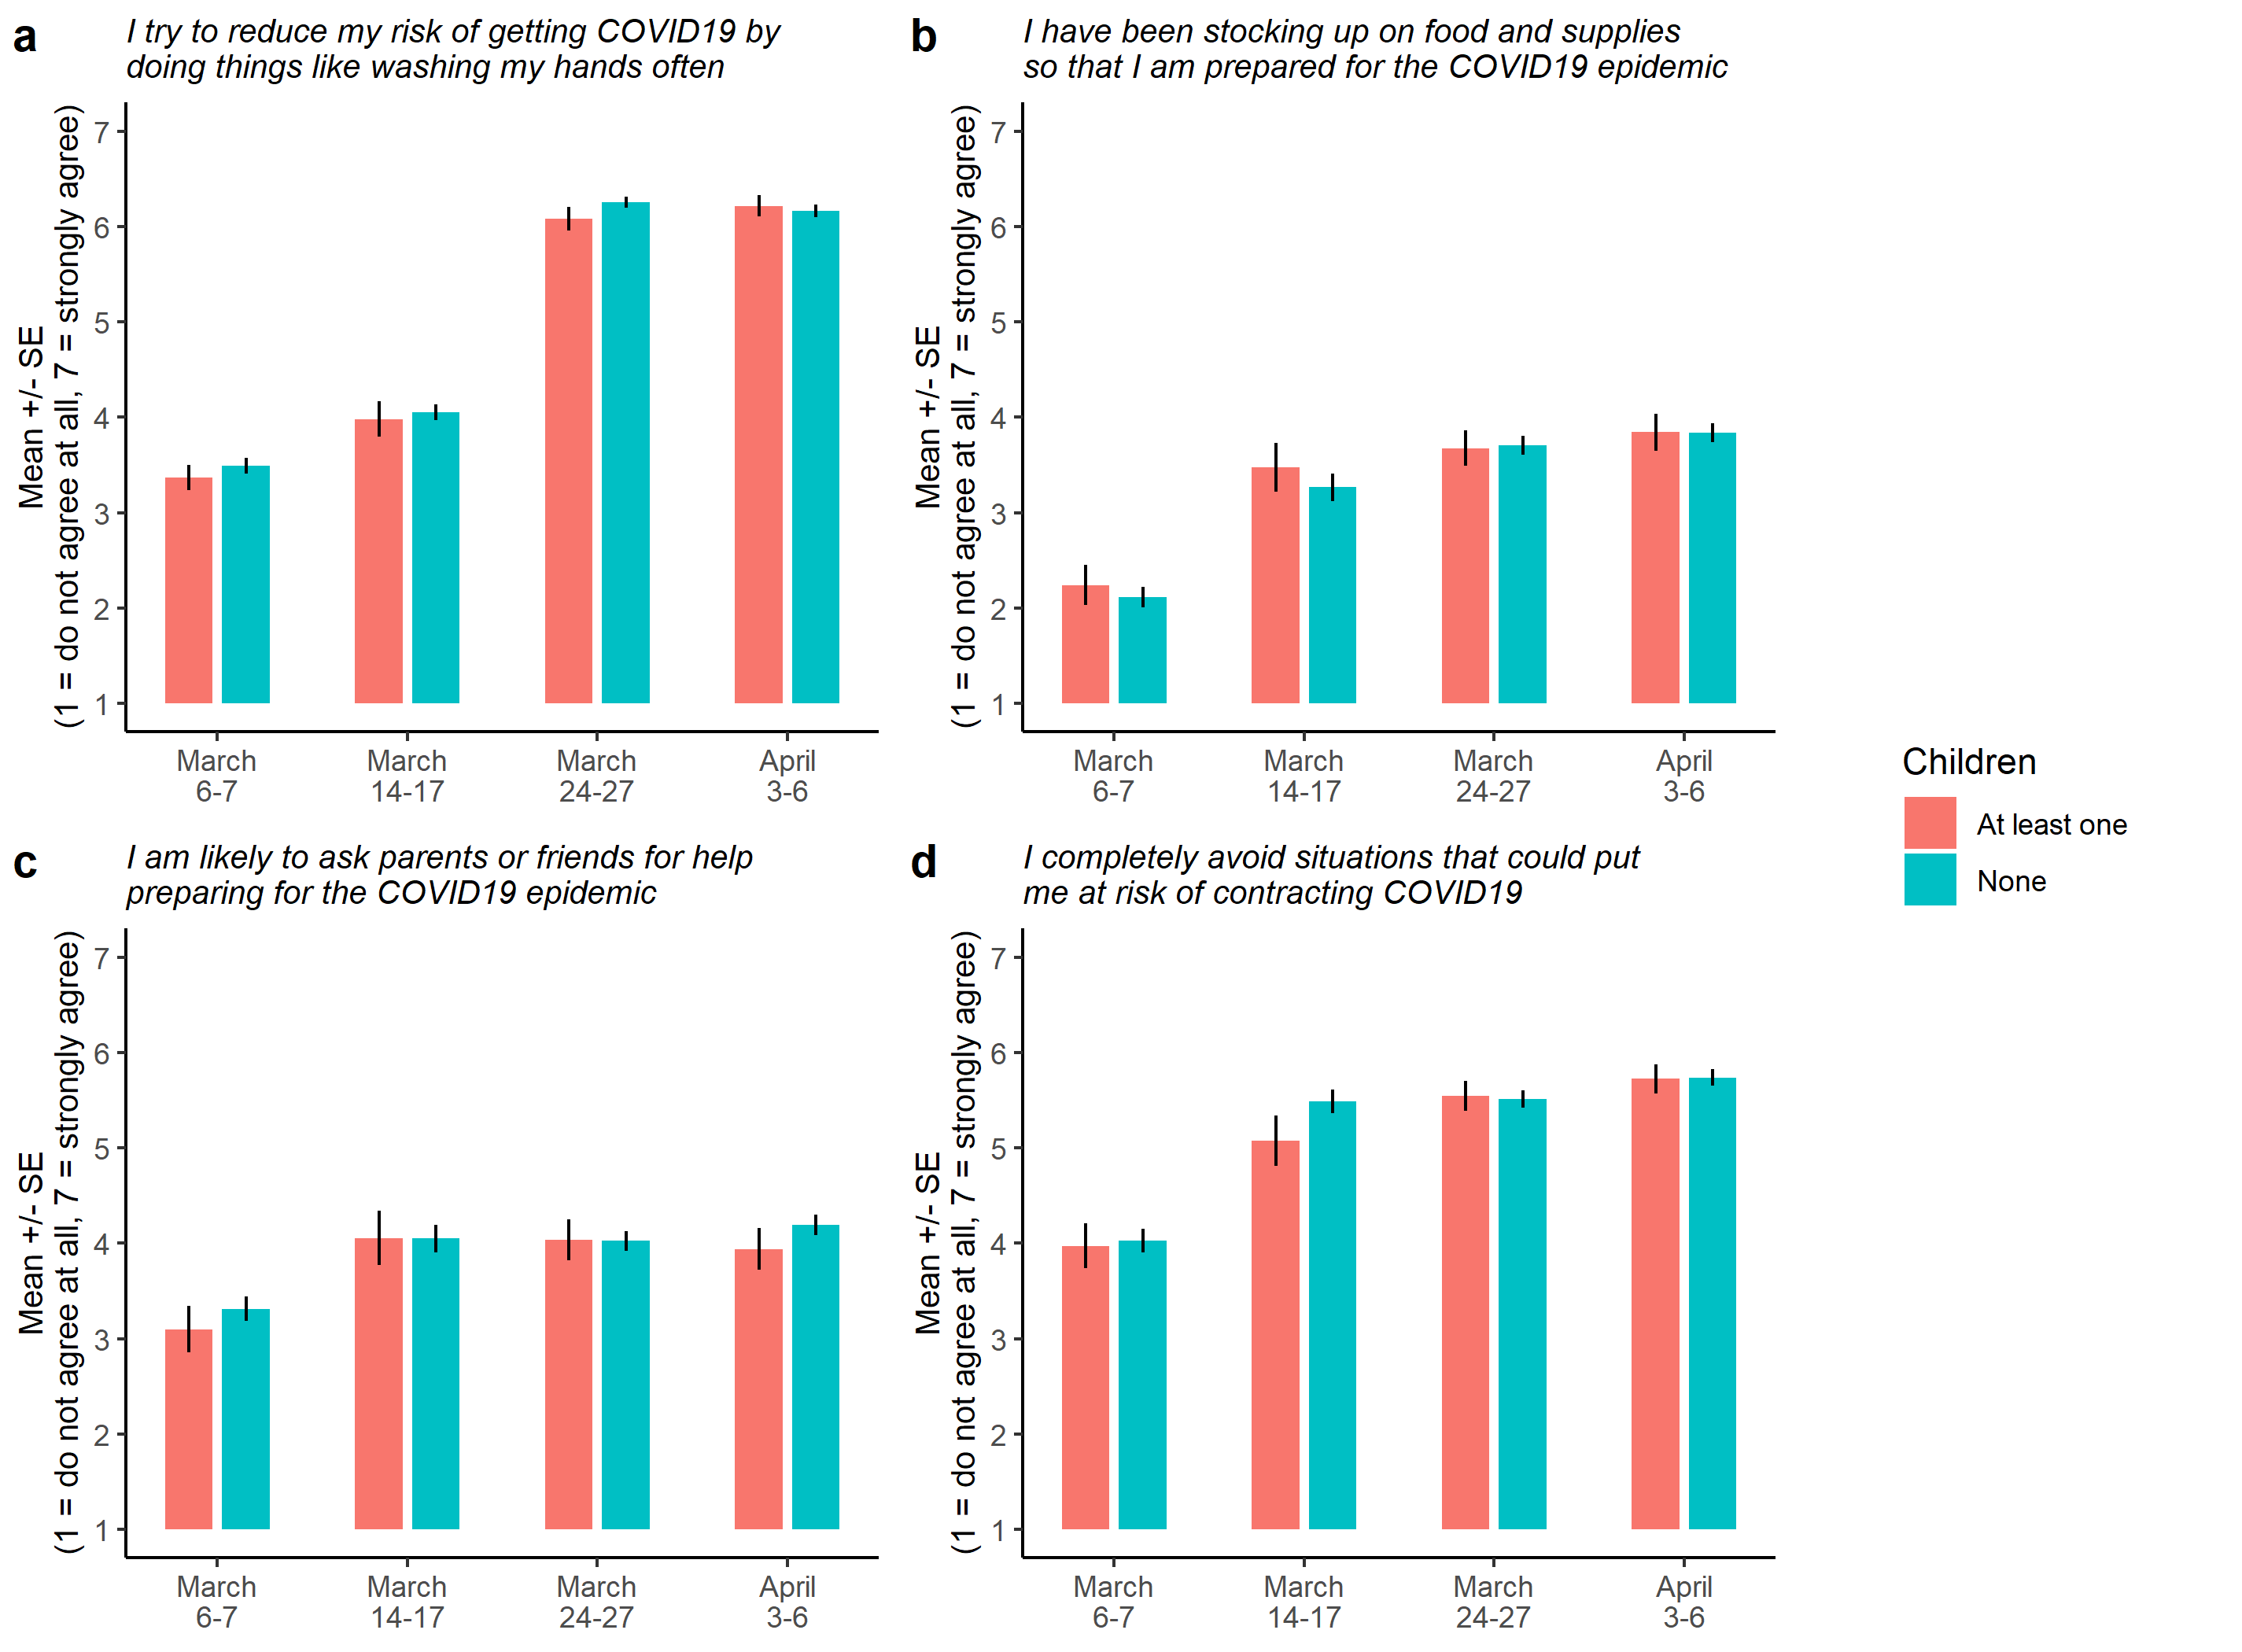 a
I try to reduce my risk of getting COVID19 by
doing things like washing my hands often
Mean +/- SE
(1 = do not agree at all, 7 = strongly agree)
7
6
5
4
3
2
1
March
6-7
March
14-17
March
24-27
April
3-6
b
I have been stocking up on food and supplies
so that I am prepared for the COVID19 epidemic
Mean +/- SE
(1 = do not agree at all, 7 = strongly agree)
7
6
5
4
3
2
1
March
6-7
March
14-17
March
24-27
April
3-6
c
I am likely to ask parents or friends for help
preparing for the COVID19 epidemic
Mean +/- SE
(1 = do not agree at all, 7 = strongly agree)
7
6
5
4
3
2
1
March
6-7
March
14-17
March
24-27
April
3-6
d
I completely avoid situations that could put
me at risk of contracting COVID19
Mean +/- SE
(1 = do not agree at all, 7 = strongly agree)
7
6
5
4
3
2
1
March
6-7
March
14-17
March
24-27
April
3-6
Children
At least one
None